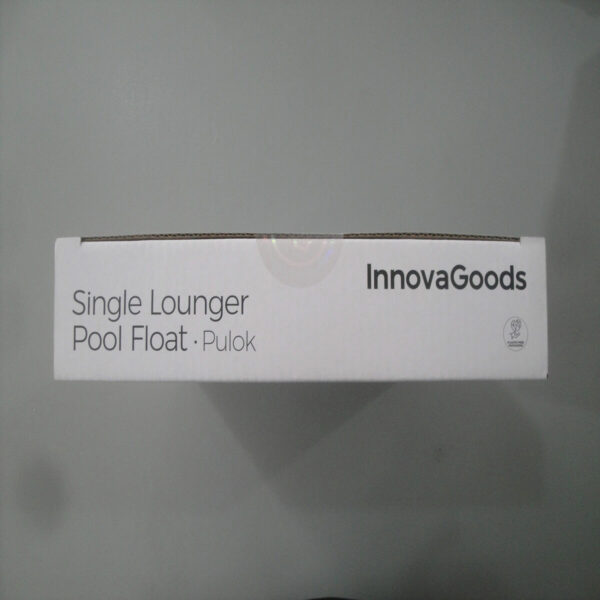 Single Lounger
Pool Float · Pulok
InnovaGoods